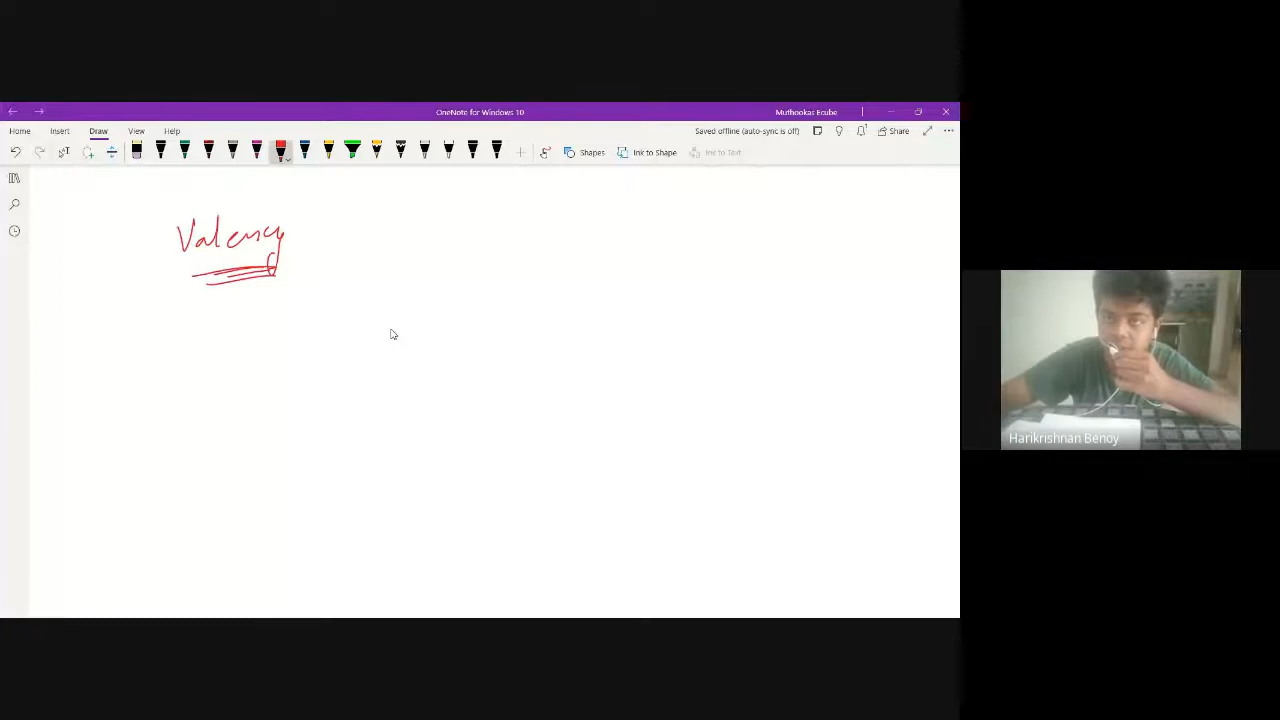 OneNote for Windows 10
Muthookas Ecube
Home Insert Draw View Help
Saved offline (auto-sync is off)
Share
Shapes
Ink to Shape
Ink to Text
Valency
Harikrishnan Benoy